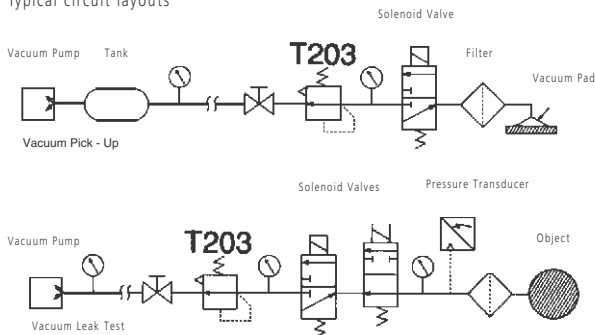 Typical circuit layouts
Solenoid Valve
Vacuum Pump Tank T203 Filter
Vacuum Pad
Vacuum Pick - Up
Solenoid Valves Pressure Transducer
Vacuum Pump T203 Object
Vacuum Leak Test